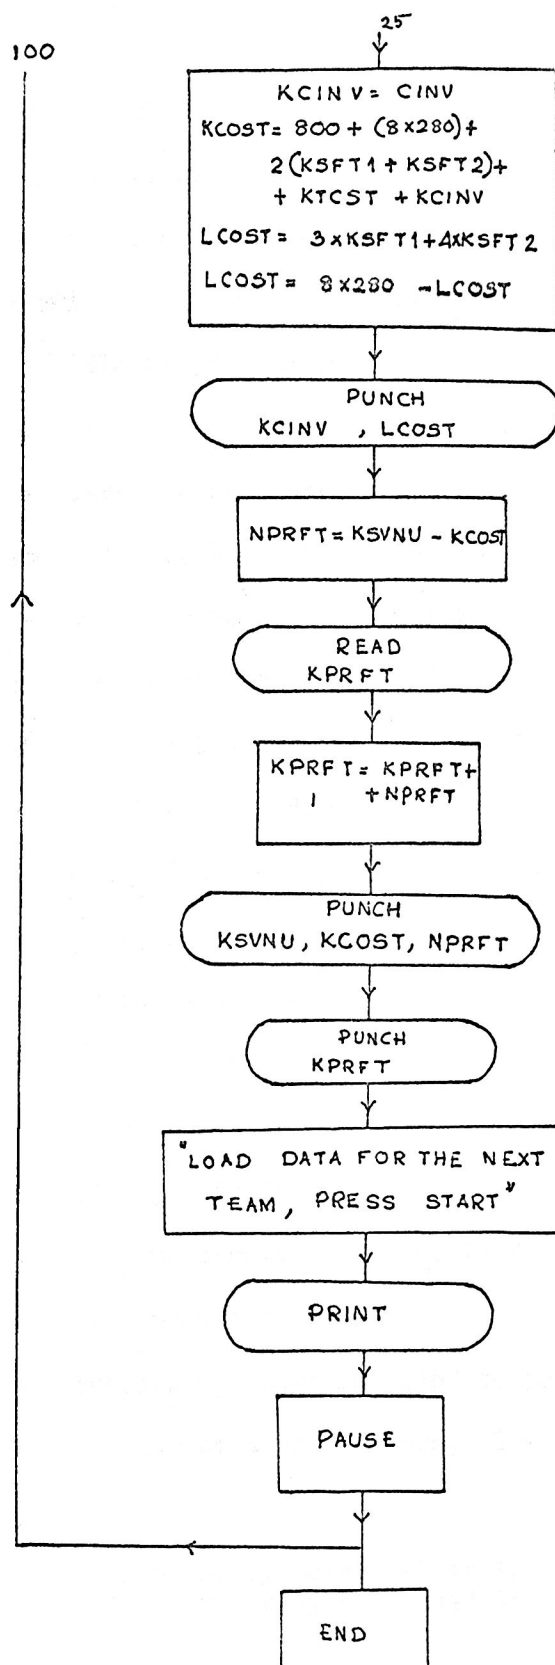 25
100
KCINV = CINV
KCOST = 800 + (8x280) +
2(KSFT1 + KSFT2) +
+ KTCST + KCINV
LCOST = 3xKSFT1+4xKSFT2
LCOST = 8x280 -LCOST
PUNCH
KCINV , LCOST
NPRFT = KSVNU - KCOST
READ
KPRFT
KPRFT = KPRFT+
1 +NPRFT
PUNCH
KSVNU, KCOST, NPRFT
PUNCH
KPRFT
"LOAD DATA FOR THE NEXT
TEAM, PRESS START"
PRINT
PAUSE
END